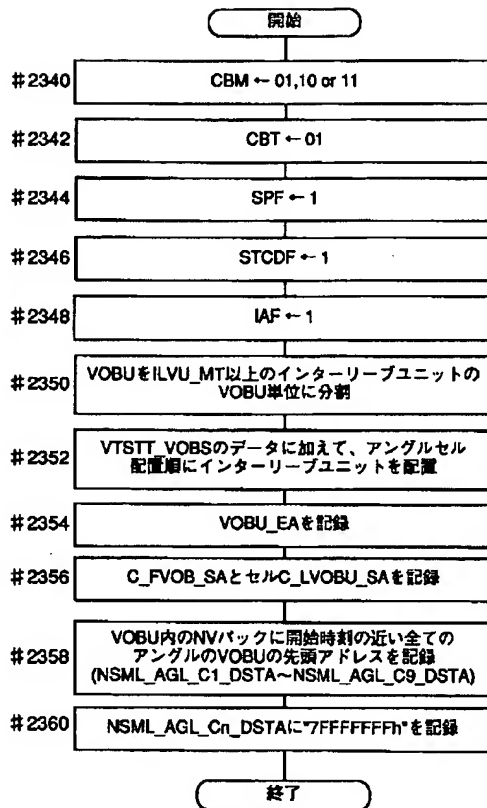 開始
#2340 CBM ← 01,10 or 11
#2342 CBT ← 01
#2344 SPF ← 1
#2346 STCDF ← 1
#2348 IAF ← 1
#2350 VOBUをILVU_MT以上のインターリーブユニットの
VOBU単位に分割
#2352 VTSTT_VOBSのデータに加えて、アングルセル
配置順にインターリーブユニットを配置
#2354 VOBU_EAを記録
#2356 C_FVOB_SAとセルC_LVOBU_SAを記録
#2358 VOBU内のNVパックに開始時刻の近い全ての
アングルのVOBUの先頭アドレスを記録
(NSML_AGL_C1_DSTA～NSML_AGL_C9_DSTA)
#2360 NSML_AGL_Cn_DSTAに"7FFFFFFFh"を記録
終了